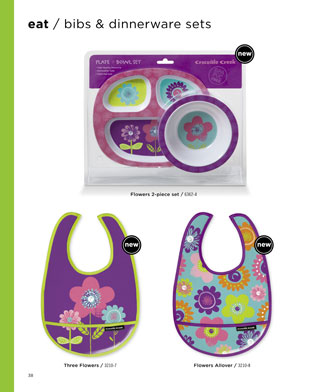 eat / bibs & dinnerware sets
PLATE + BOWL SET
Crocodile Creek
new
Flowers 2-piece set / 6362-6
new
new
Three Flowers / 3210-7
Flowers Allover / 3210-8
38